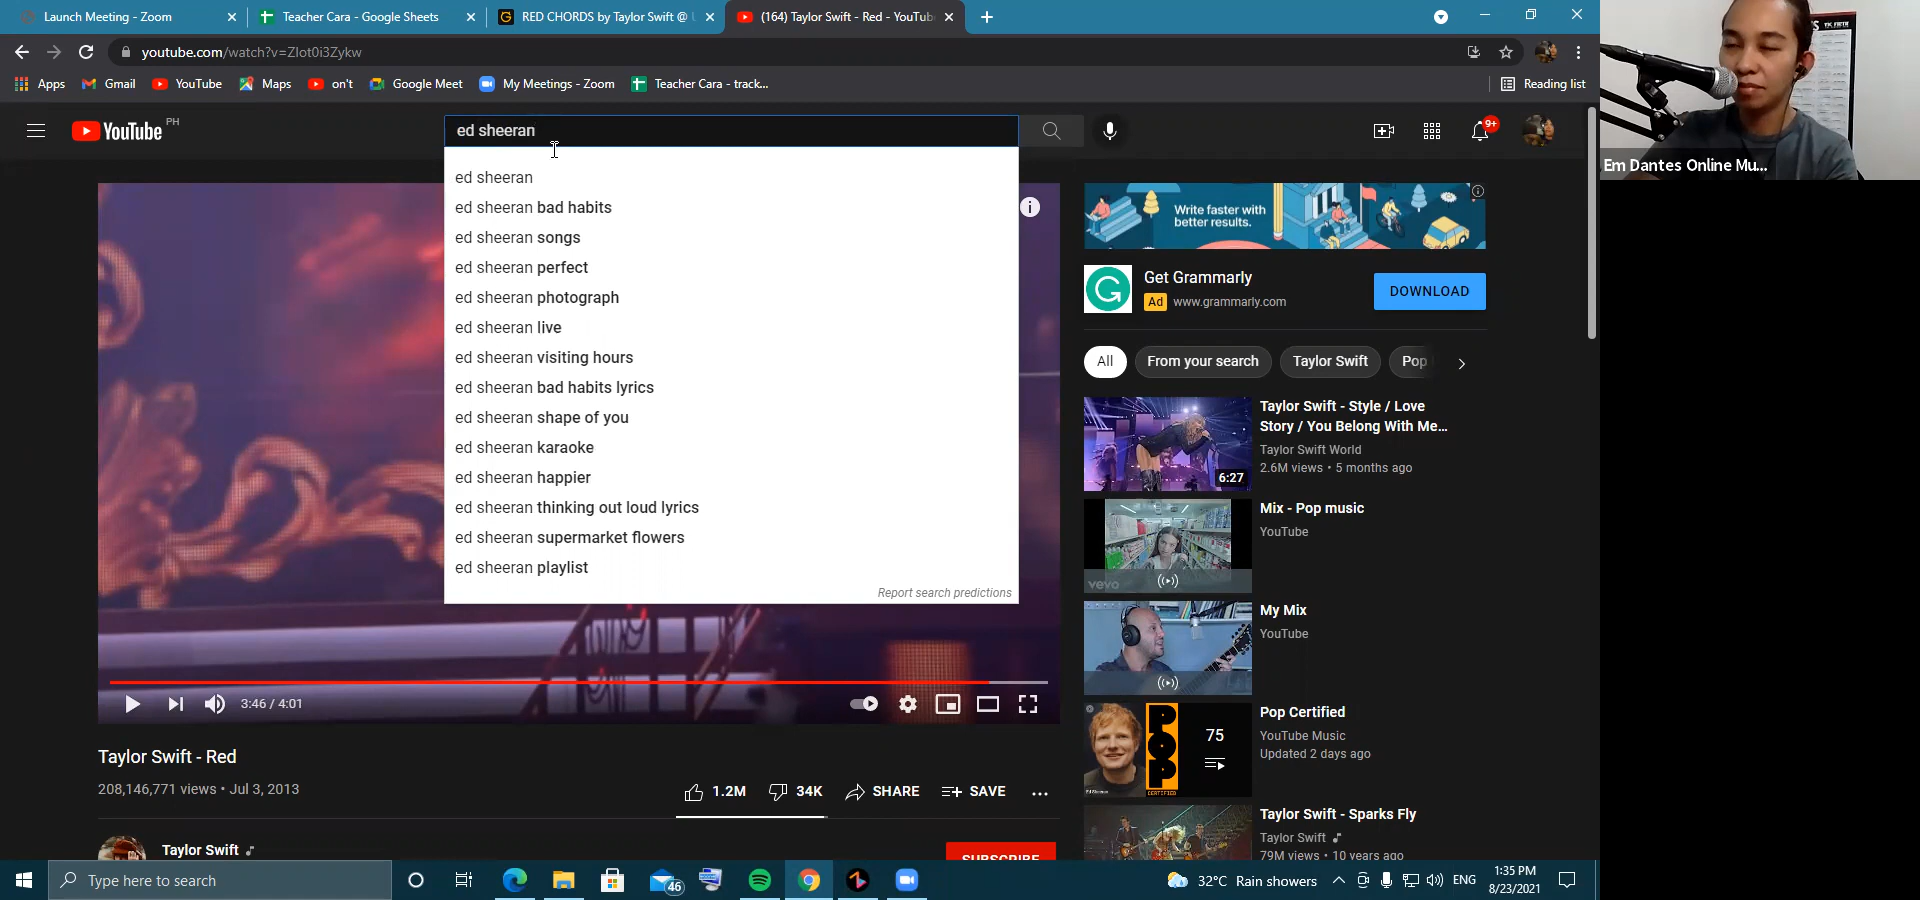 Launch Meeting - Zoom
Teacher Cara - Google Sheets
RED CHORDS by Taylor Swift @
(164) Taylor Swift - Red - YouTub
youtube.com/watch?v=ZIot0i3Zykw
Apps
Gmail
YouTube
Maps
on't
Google Meet
My Meetings - Zoom
Teacher Cara - track...
Reading list
YouTube PH
ed sheeran
9+
Em Dantes Online Mu...
ed sheeran
ed sheeran bad habits
ed sheeran songs
ed sheeran perfect
ed sheeran photograph
ed sheeran live
ed sheeran visiting hours
ed sheeran bad habits lyrics
ed sheeran shape of you
ed sheeran karaoke
ed sheeran happier
ed sheeran thinking out loud lyrics
ed sheeran supermarket flowers
ed sheeran playlist
Report search predictions
Write faster with
better results.
Get Grammarly
Ad www.grammarly.com
DOWNLOAD
All
From your search
Taylor Swift
Pop
Taylor Swift - Style / Love
Story / You Belong With Me...
Taylor Swift World
2.6M views • 5 months ago
6:27
Mix - Pop music
YouTube
vevo
My Mix
YouTube
Pop Certified
YouTube Music
Updated 2 days ago
75
POP
CERTIFIED
Ed Sheeran
Taylor Swift - Sparks Fly
Taylor Swift
79M views • 10 years ago
3:46 / 4:01
Taylor Swift - Red
208,146,771 views • Jul 3, 2013
1.2M
34K
SHARE
SAVE
Taylor Swift
SUBSCRIBE
Type here to search
46
32°C Rain showers
ENG
1:35 PM
8/23/2021